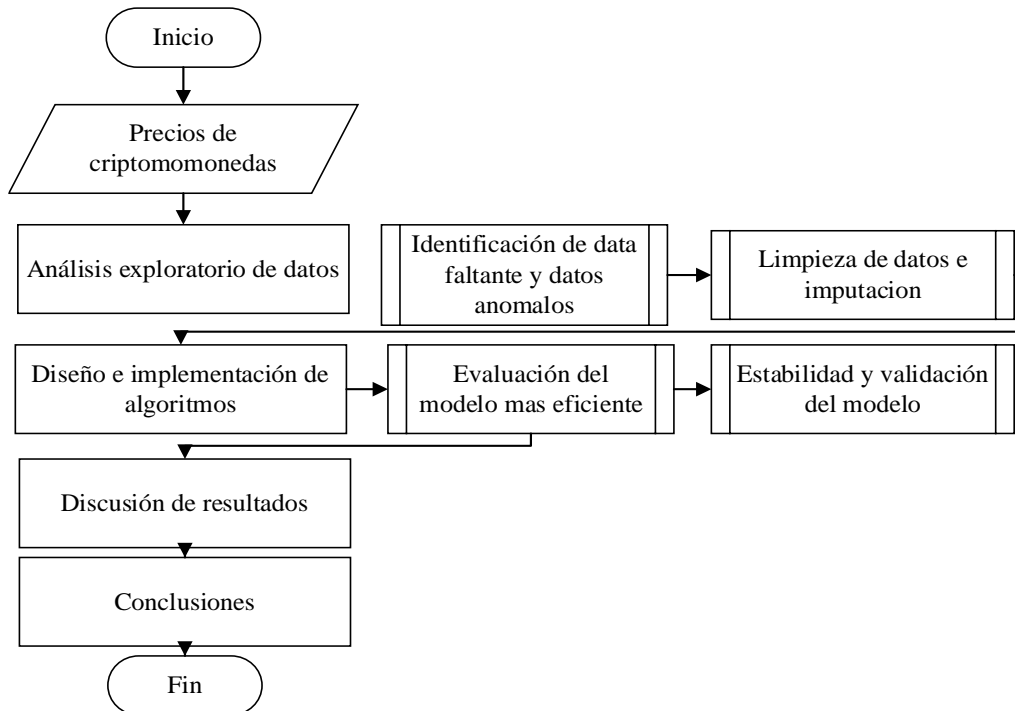 Inicio
Precios de
criptomomonedas
Análisis exploratorio de datos
Identificación de data
faltante y datos
anomalos
Limpieza de datos e
imputacion
Diseño e implementación de
algoritmos
Evaluación del
modelo mas eficiente
Estabilidad y validación
del modelo
Discusión de resultados
Conclusiones
Fin